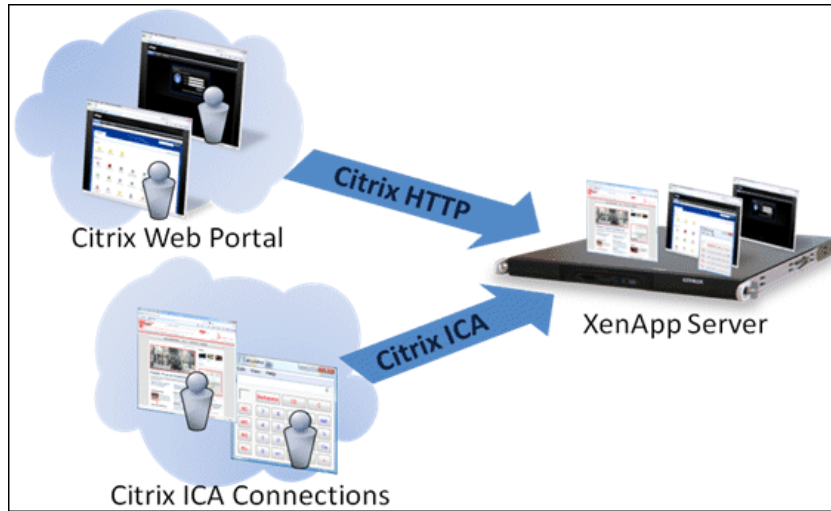 Citrix HTTP
Citrix Web Portal
Citrix ICA
XenApp Server
Citrix ICA Connections